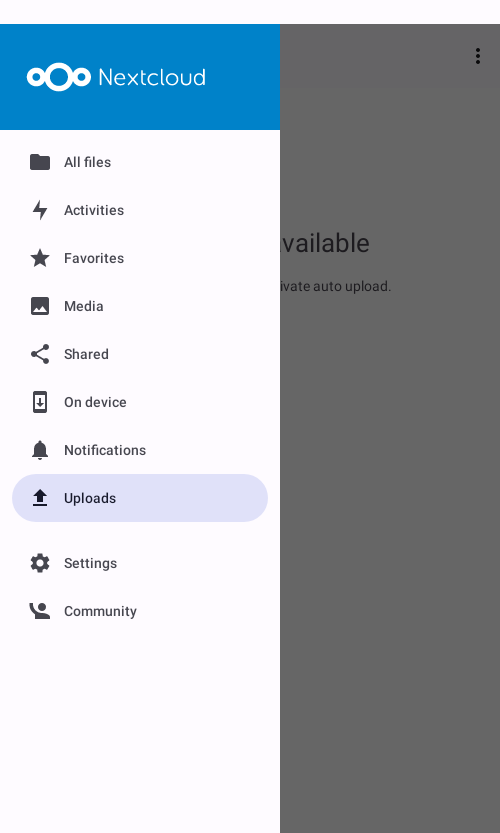 Nextcloud
All files
Activities
Favorites
vailable
Media
ivate auto upload.
Shared
On device
Notifications
Uploads
Settings
Community